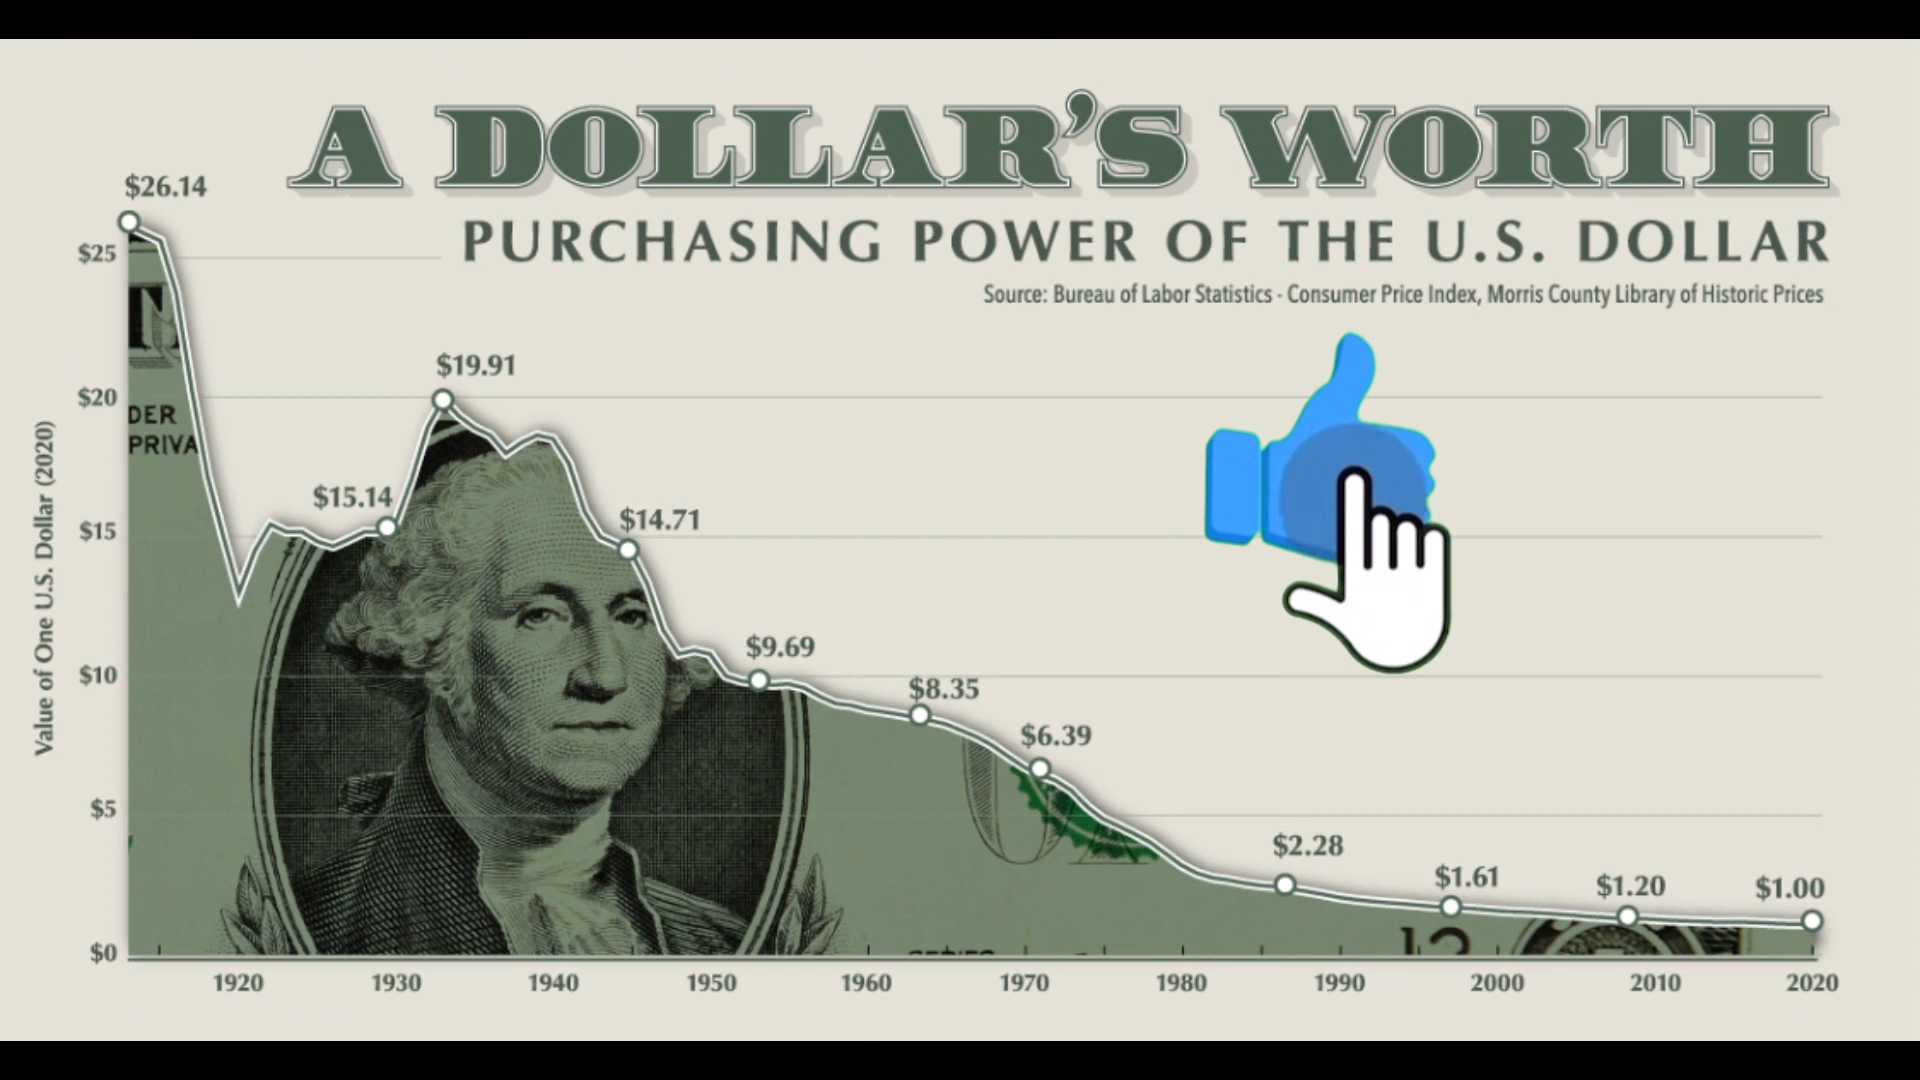 A DOLLAR'S WORTH
PURCHASING POWER OF THE U.S. DOLLAR
Source: Bureau of Labor Statistics - Consumer Price Index, Morris County Library of Historic Prices
Value of One U.S. Dollar (2020)
$25
$20
$15
$10
$5
$0
$26.14
$15.14
$19.91
$14.71
$9.69
$8.35
$6.39
$2.28
$1.61
$1.20
$1.00
DER
PRIVA
12
1920 1930 1940 1950 1960 1970 1980 1990 2000 2010 2020